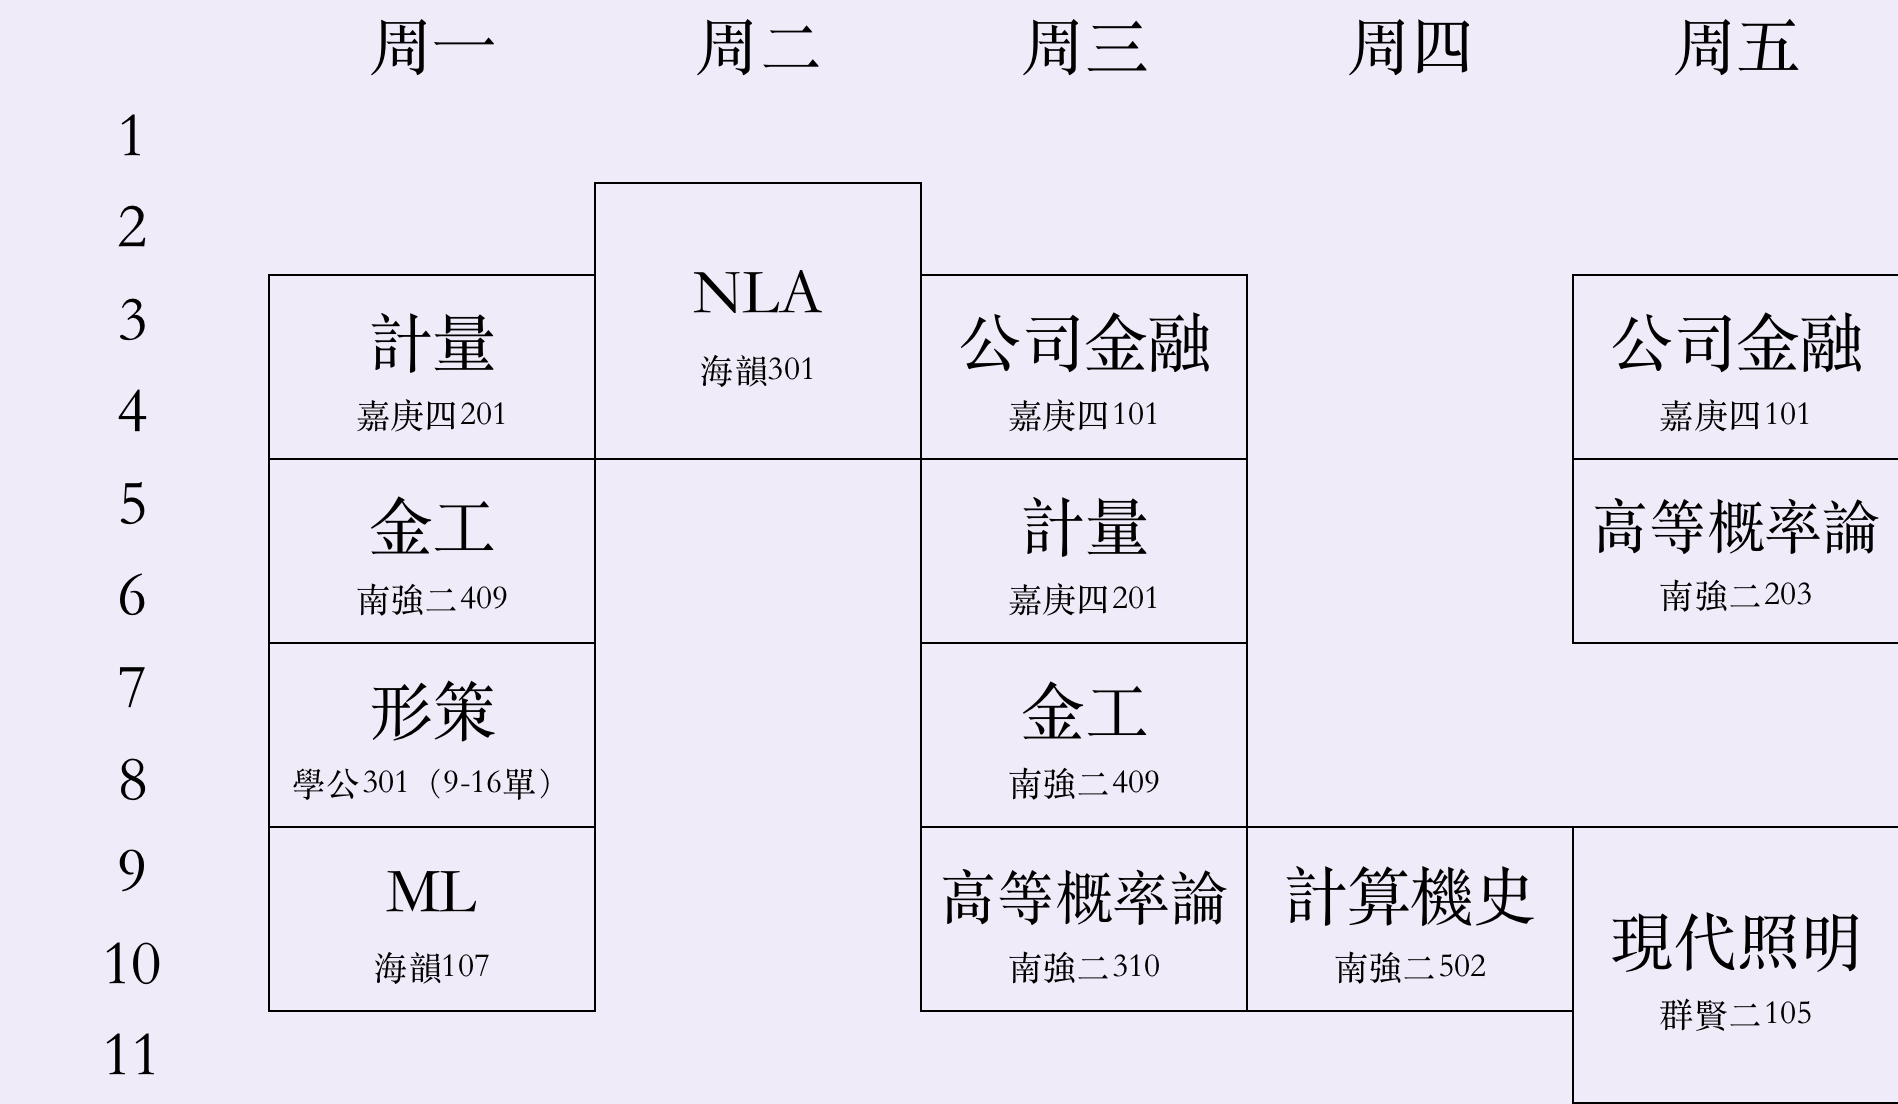 周一 周二 周三 周四 周五
1
2
3
4
5
6
7
8
9
10
11
計量
嘉庚四201
金工
南強二409
形策
學公301（9-16單）
ML
海韻107
NLA
海韻301
公司金融
嘉庚四101
計量
嘉庚四201
金工
南強二409
高等概率論
南強二310
計算機史
南強二502
公司金融
嘉庚四101
高等概率論
南強二203
現代照明
群賢二105